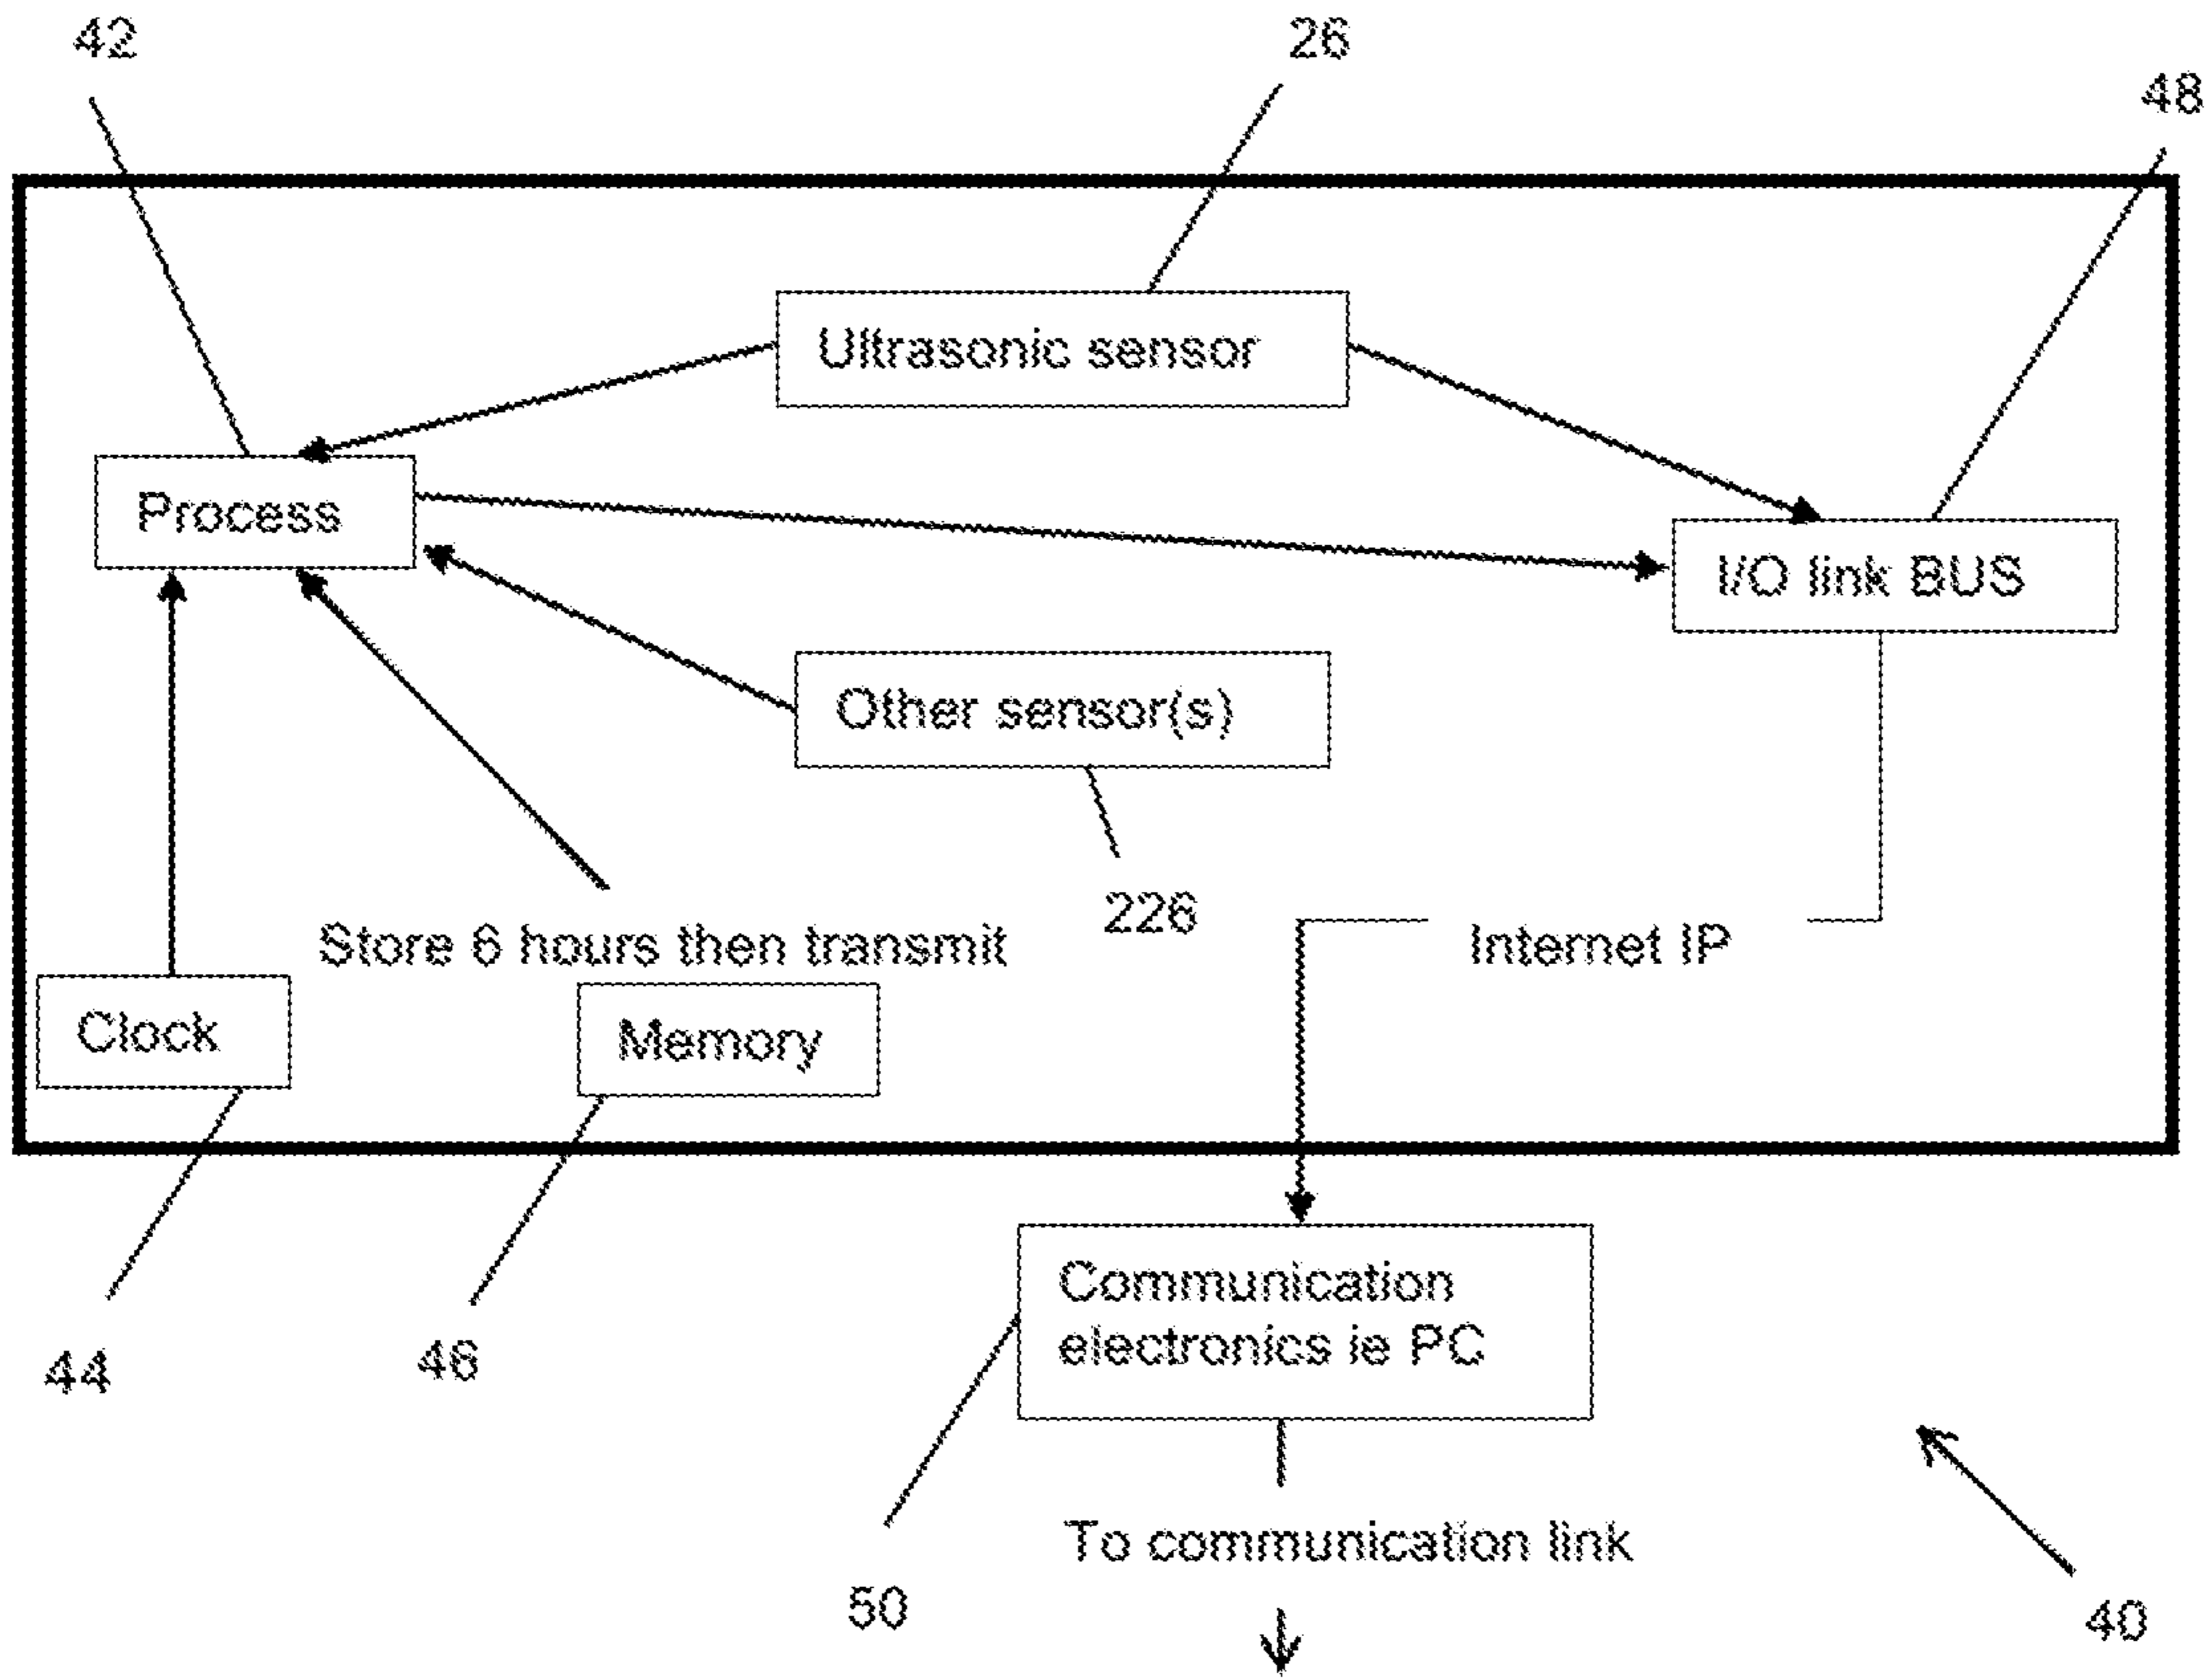 42
26
48
Ultrasonic sensor
Process
I/O link BUS
Other sensor(s)
226
Store 6 hours then transmit
Internet IP
Clock
Memory
Communication
electronics ie PC
44
46
To communication link
50
40